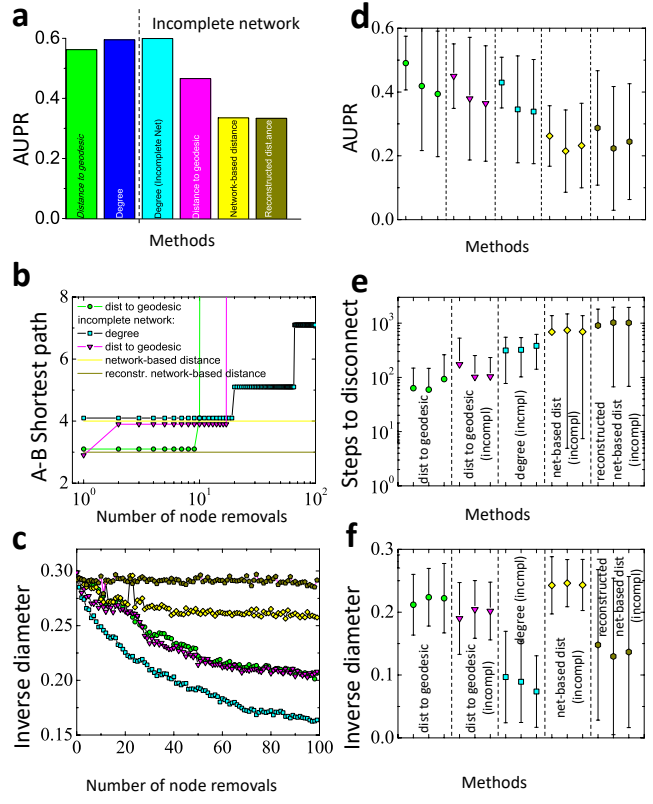 a
Incomplete network
AUPR
0.6
0.4
0.2
0.0
Distance to geodesic
Degree
Degree (Incomplete Net)
Distance to geodesic
Network-based distance
Reconstructed distance
Methods
b
A-B Shortest path
8
7
6
5
4
3
2
dist to geodesic
incomplete network:
degree
dist to geodesic
network-based distance
reconstr. network-based distance
10^0
10^1
10^2
Number of node removals
c
Inverse diameter
0.30
0.25
0.20
0.15
0 20 40 60 80 100
Number of node removals
d
AUPR
0.6
0.4
0.2
0.0
Methods
e
Steps to disconnect
10^3
10^2
10^1
10^0
dist to geodesic
dist to geodesic
(incompl)
degree (incmpl)
net-based dist
(incompl)
reconstructed
net-based dist
(incompl)
Methods
f
Inverse diameter
0.3
0.2
0.1
0.0
dist to geodesic
dist to geodesic
(incompl)
degree (incmpl)
net-based dist
(incompl)
reconstructed
net-based dist
(incompl)
Methods